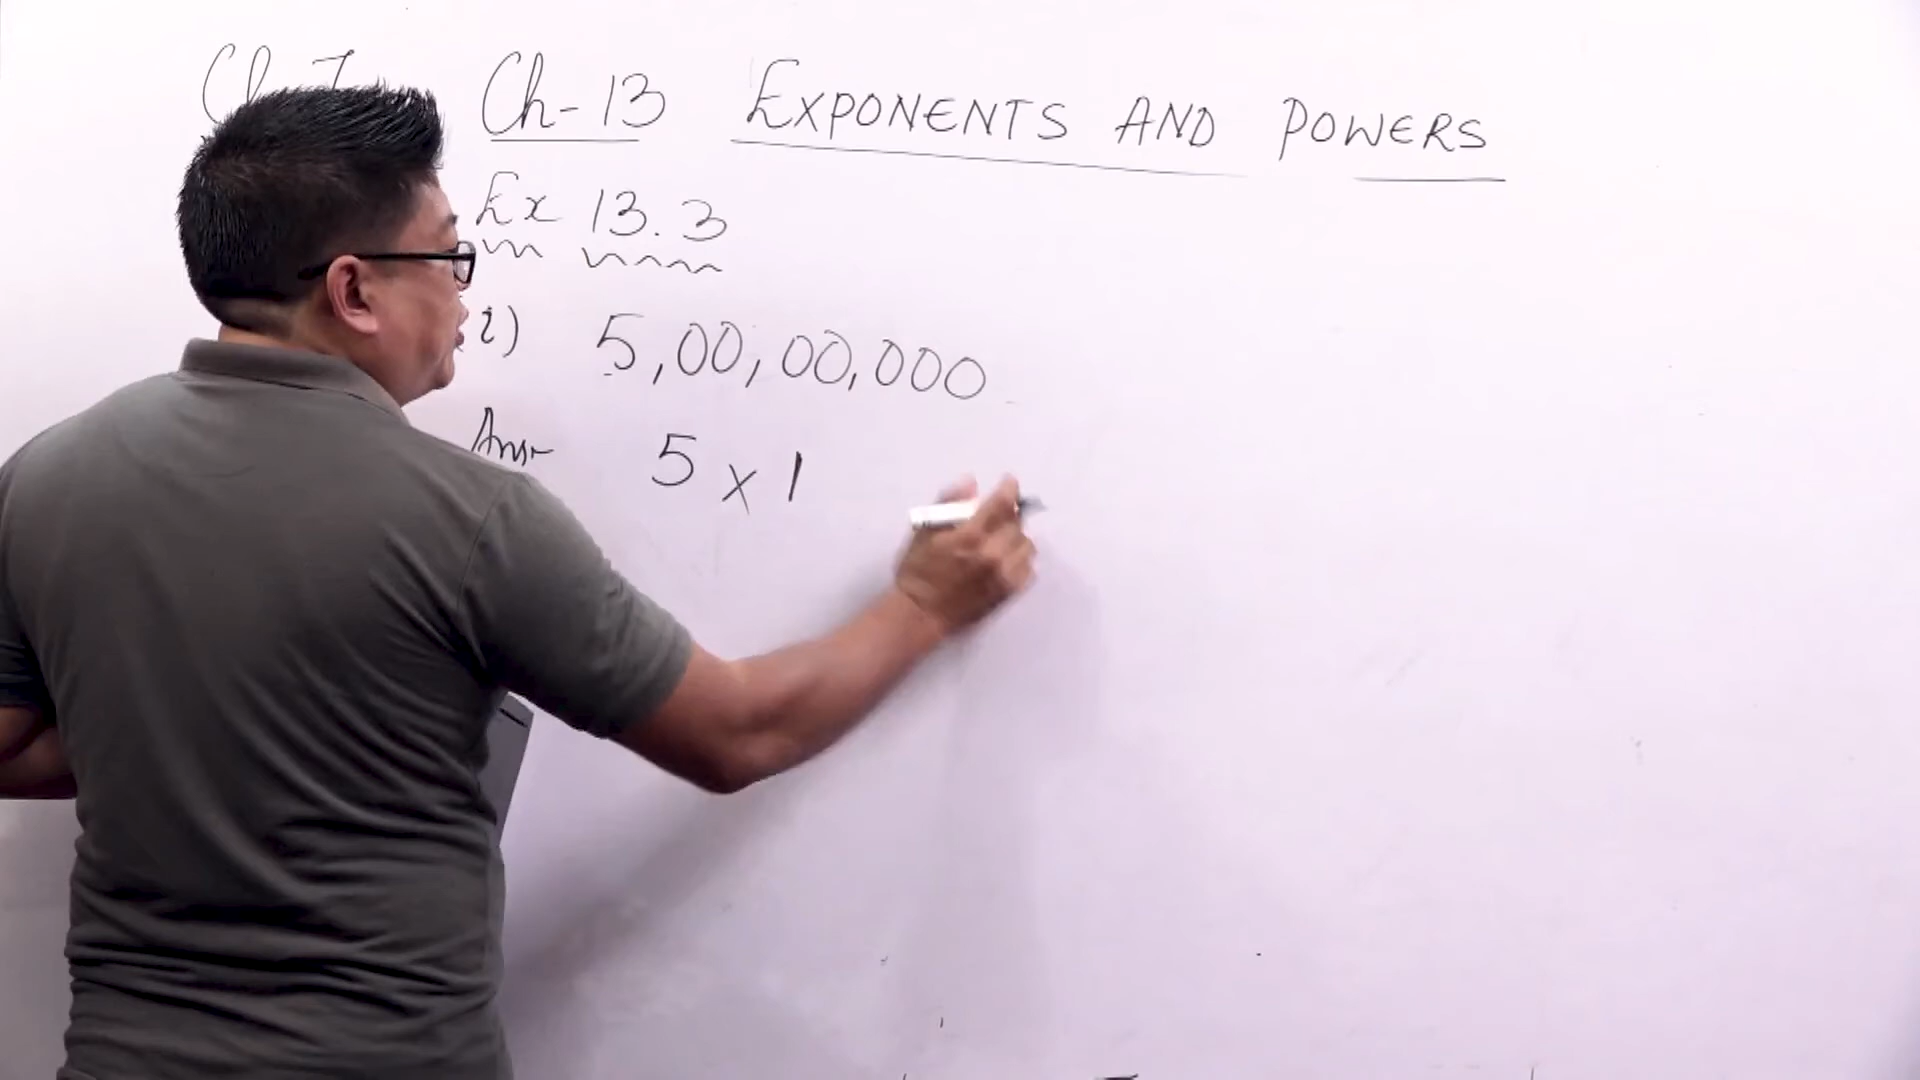 Ch-13 EXPONENTS AND POWERS
Ex 13.3
i) 5,00,00,000
Ans- 5 x 1